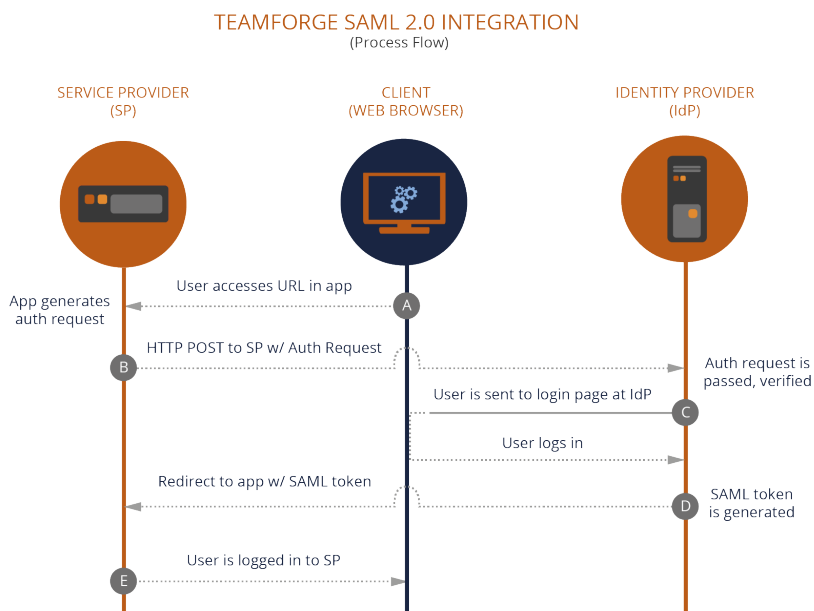 TEAMFORGE SAML 2.0 INTEGRATION
(Process Flow)
SERVICE PROVIDER
(SP)
CLIENT
(WEB BROWSER)
IDENTITY PROVIDER
(IdP)
User accesses URL in app
A
App generates
auth request
HTTP POST to SP w/ Auth Request
B
Auth request is
passed, verified
User is sent to login page at IdP
C
User logs in
Redirect to app w/ SAML token
D
SAML token
is generated
User is logged in to SP
E